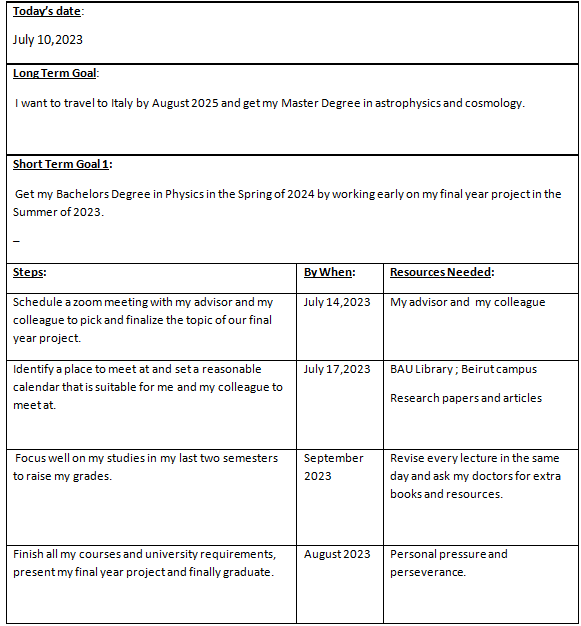 Today's date:
July 10,2023
Long Term Goal:
I want to travel to Italy by August 2025 and get my Master Degree in astrophysics and cosmology.
Short Term Goal 1:
Get my Bachelors Degree in Physics in the Spring of 2024 by working early on my final year project in the
Summer of 2023.
–
Steps: By When: Resources Needed:
Schedule a zoom meeting with my advisor and my
colleague to pick and finalize the topic of our final
year project.
July 14,2023
My advisor and my colleague
Identify a place to meet at and set a reasonable
calendar that is suitable for me and my colleague to
meet at.
July 17,2023
BAU Library ; Beirut campus
Research papers and articles
Focus well on my studies in my last two semesters
to raise my grades.
September
2023
Revise every lecture in the same
day and ask my doctors for extra
books and resources.
Finish all my courses and university requirements,
present my final year project and finally graduate.
August 2023
Personal pressure and
perseverance.